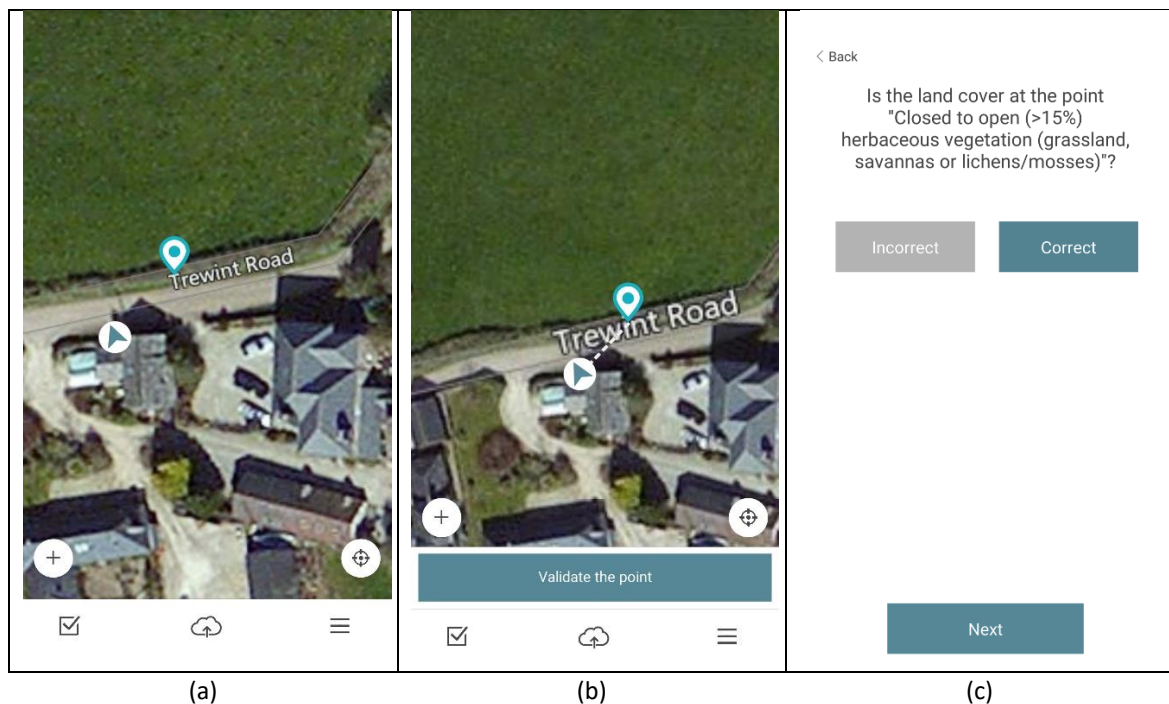 Trewint Road
Trewint Road
Validate the point
< Back
Is the land cover at the point
"Closed to open (>15%)
herbaceous vegetation (grassland,
savannas or lichens/mosses)"?
Incorrect Correct
Next
(a) (b) (c)